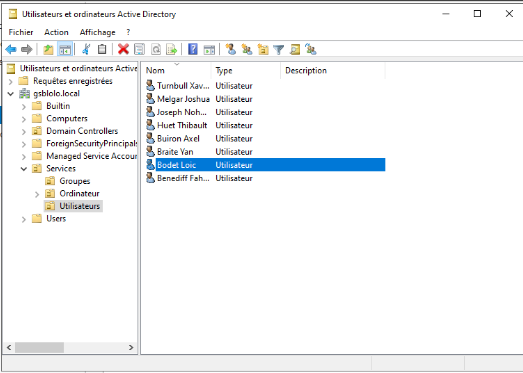 Utilisateurs et ordinateurs Active Directory
Fichier Action Affichage ?
Utilisateurs et ordinateurs Active
Requêtes enregistrées
gsblolo.local
Builtin
Computers
Domain Controllers
ForeignSecurityPrincipals
Managed Service Accour
Services
Groupes
Ordinateur
Utilisateurs
Users
Nom Type Description
Turnbull Xav... Utilisateur
Melgar Joshua Utilisateur
Joseph Noh... Utilisateur
Huet Thibault Utilisateur
Buiron Axel Utilisateur
Braite Yan Utilisateur
Bodet Loic Utilisateur
Benediff Fah... Utilisateur